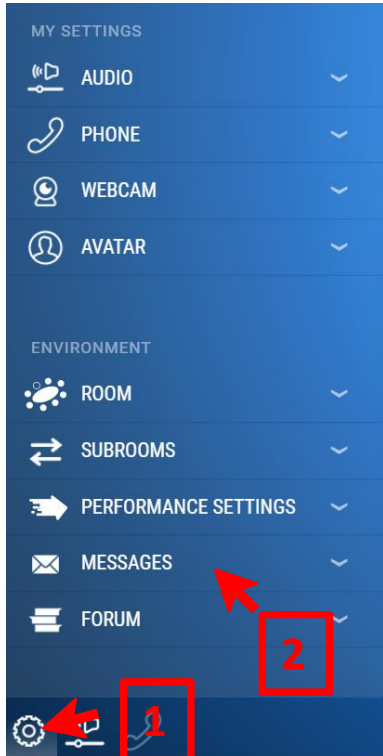 MY SETTINGS
AUDIO
PHONE
WEBCAM
AVATAR
ENVIRONMENT
ROOM
SUBROOMS
PERFORMANCE SETTINGS
MESSAGES
FORUM
2
1